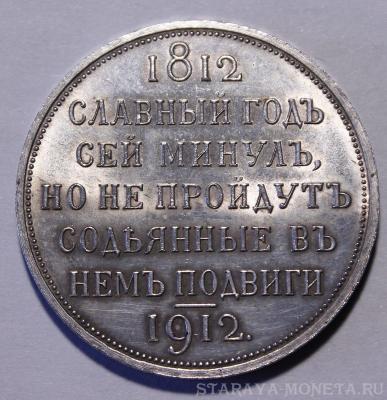 1812
СЛАВНЫЙ ГОДЪ
СЕЙ МИНУЛЪ,
НО НЕ ПРОЙДУТЪ
СОДѢЯННЫЕ ВЪ
НЕМЪ ПОДВИГИ
1912.
STARAYA-MONETA.RU